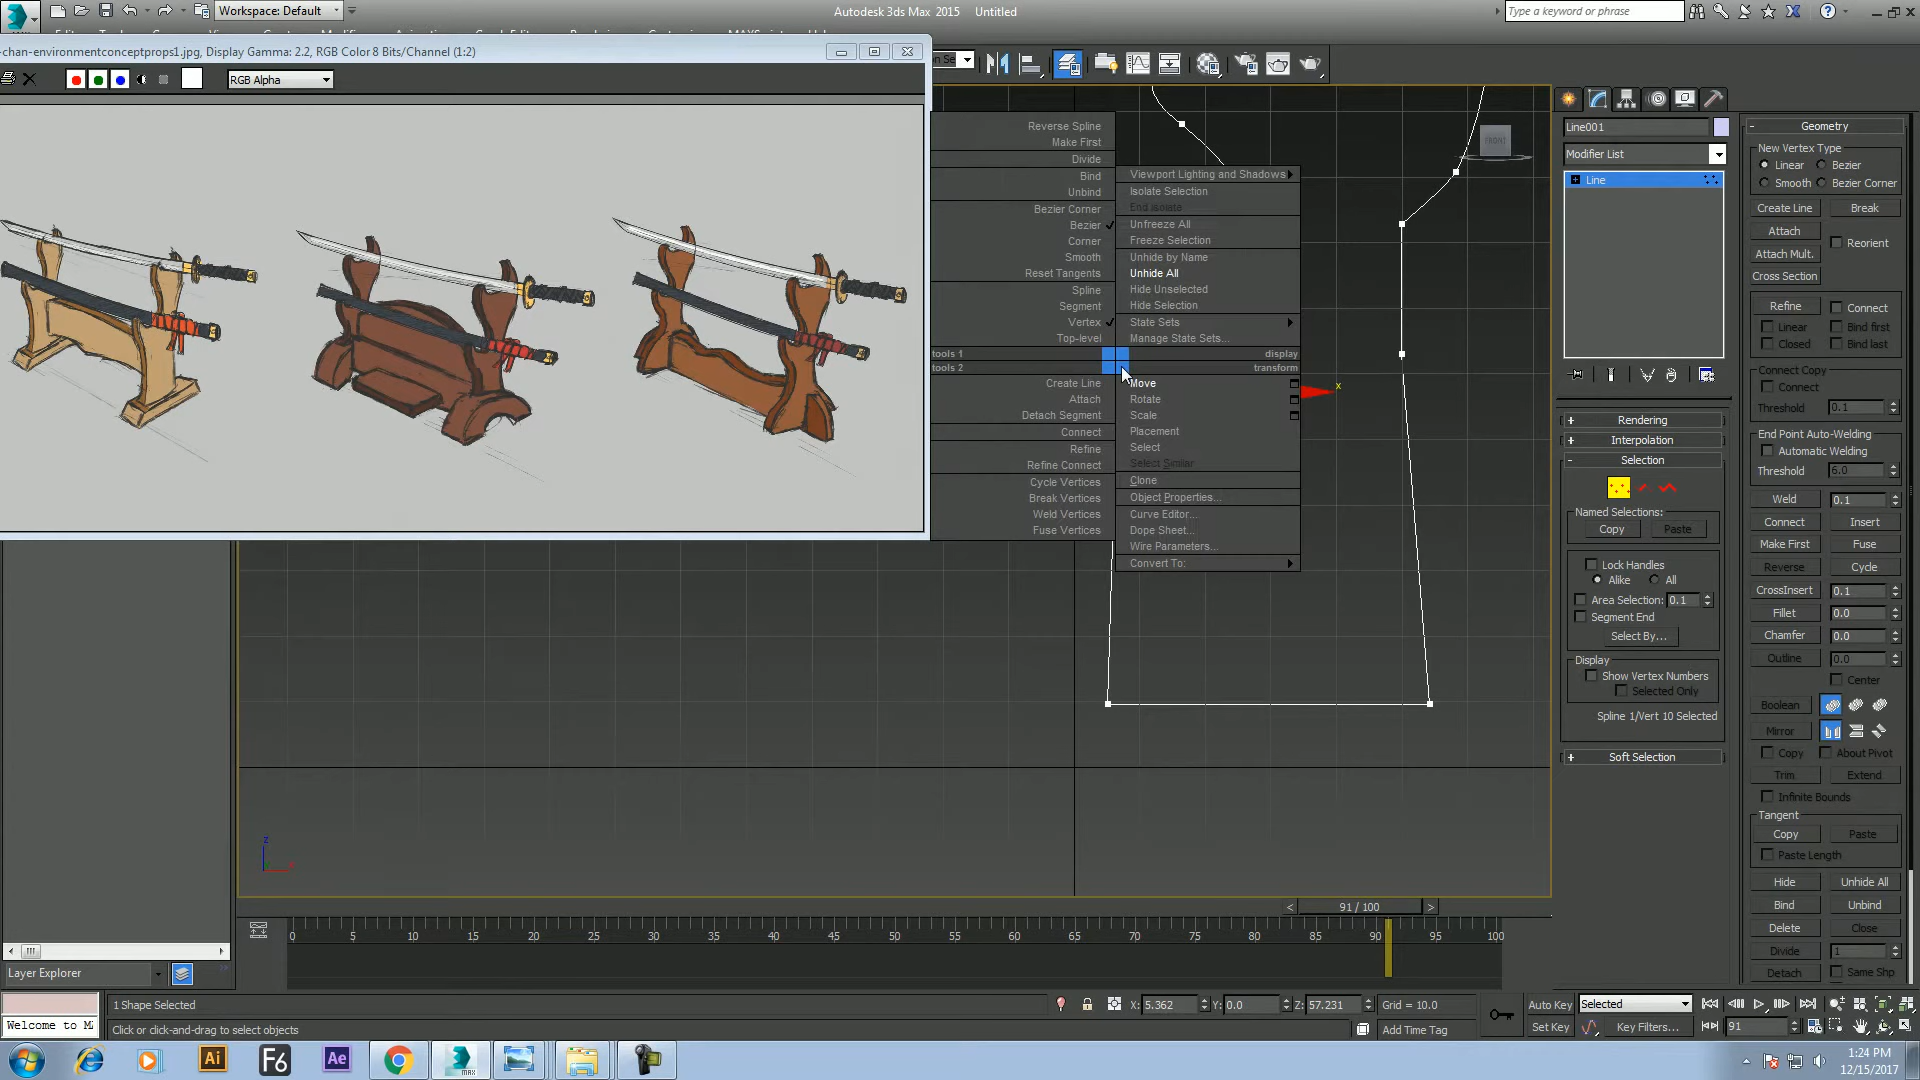 Workspace: Default
Autodesk 3ds Max 2015 Untitled
Type a keyword or phrase
-chan-environmentconceptprops1.jpg, Display Gamma: 2.2, RGB Color 8 Bits/Channel (1:2)
RGB Alpha
on Se
Reverse Spline
Make First
Divide
Bind
Unbind
Bezier Corner
Bezier
Corner
Smooth
Reset Tangents
Spline
Segment
Vertex
Top-level
tools 1
tools 2
Create Line
Attach
Detach Segment
Connect
Refine
Refine Connect
Cycle Vertices
Break Vertices
Weld Vertices
Fuse Vertices
Viewport Lighting and Shadows
Isolate Selection
End Isolate
Unfreeze All
Freeze Selection
Unhide by Name
Unhide All
Hide Unselected
Hide Selection
State Sets
Manage State Sets...
display
transform
Move
Rotate
Scale
Placement
Select
Select Similar
Clone
Object Properties...
Curve Editor...
Dope Sheet...
Wire Parameters...
Convert To:
x
FRONT
z
Line001
Modifier List
Line
Rendering
Interpolation
Selection
Named Selections:
Copy Paste
Lock Handles
Alike All
Area Selection: 0.1
Segment End
Select By...
Display
Show Vertex Numbers
Selected Only
Spline 1/Vert 10 Selected
Soft Selection
Geometry
New Vertex Type
Linear Bezier
Smooth Bezier Corner
Create Line Break
Attach
Reorient
Attach Mult.
Cross Section
Refine Connect
Linear Bind first
Closed Bind last
Connect Copy
Connect
Threshold 0.1
End Point Auto-Welding
Automatic Welding
Threshold 6.0
Weld 0.1
Connect Insert
Make First Fuse
Reverse Cycle
CrossInsert 0.1
Fillet 0.0
Chamfer 0.0
Outline 0.0
Center
Boolean
Mirror
Copy About Pivot
Trim Extend
Infinite Bounds
Tangent
Copy Paste
Paste Length
Hide Unhide All
Bind Unbind
Delete Close
Divide 1
Detach Same Shp
< 91 / 100 >
0 5 10 15 20 25 30 35 40 45 50 55 60 65 70 75 80 85 90 95 100
Layer Explorer
Welcome to M
1 Shape Selected
Click or click-and-drag to select objects
X: 5.362 Y: 0.0 Z: 57.231 Grid = 10.0
Add Time Tag
Auto Key Selected
Set Key Key Filters...
91
Ai F6 Ae MAX
1:24 PM
12/15/2017